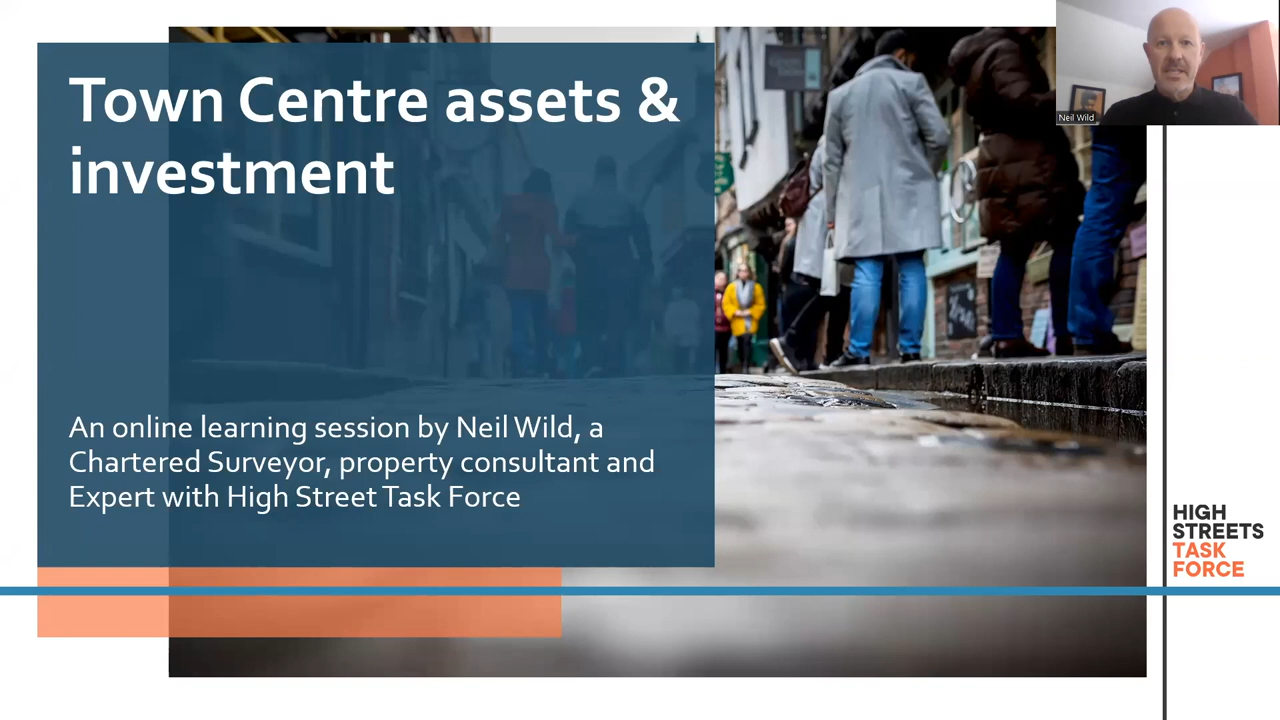 Town Centre assets &
investment
An online learning session by Neil Wild, a
Chartered Surveyor, property consultant and
Expert with High Street Task Force
Neil Wild
HIGH
STREETS
TASK
FORCE